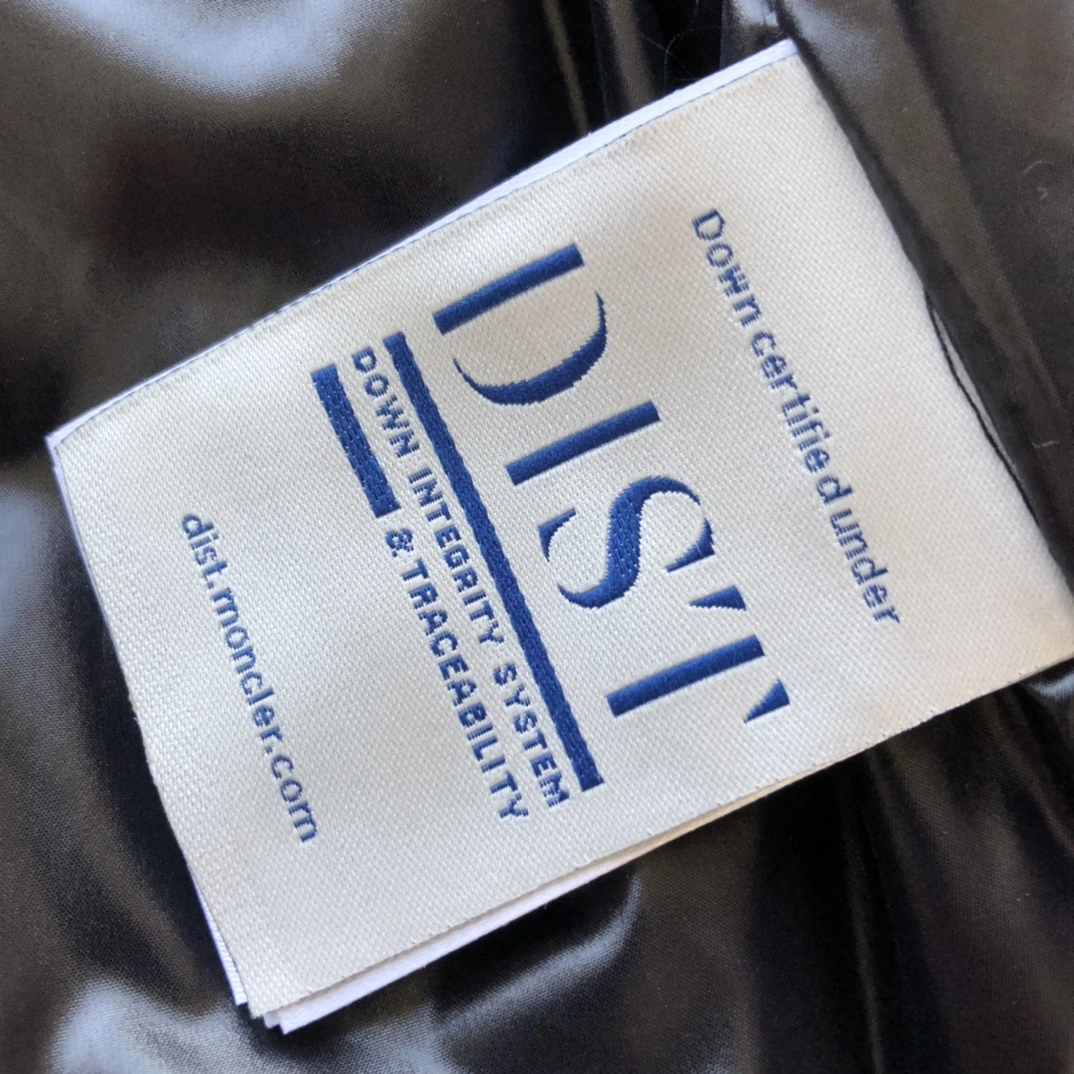 Down certified under
DIST
DOWN INTEGRITY SYSTEM
& TRACEABILITY
dist.moncler.com